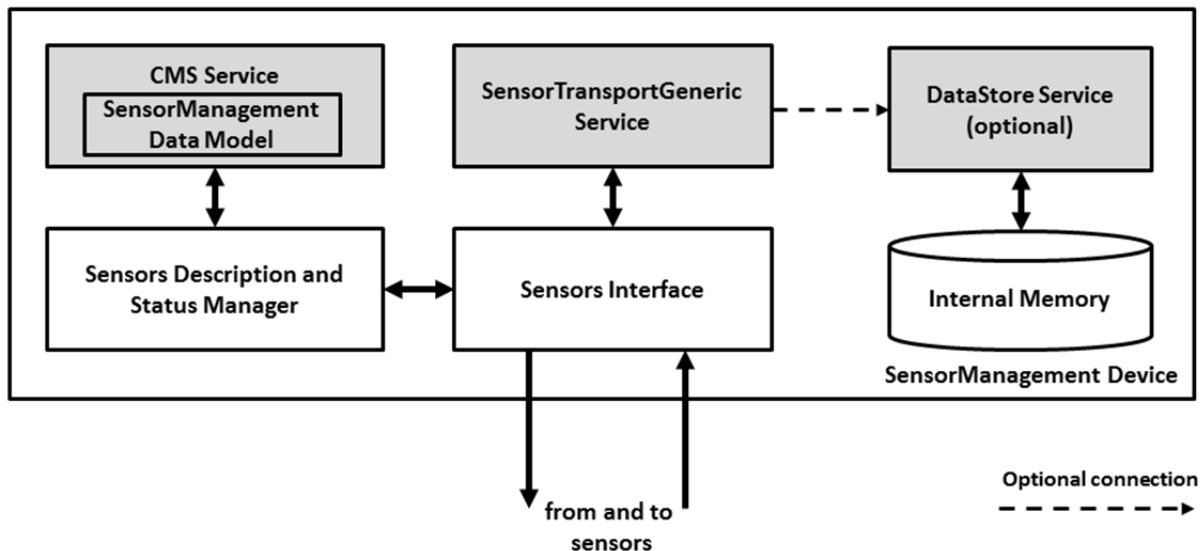 CMS Service
SensorManagement
Data Model
SensorTransportGeneric
Service
DataStore Service
(optional)
Sensors Description and
Status Manager
Sensors Interface
Internal Memory
SensorManagement Device
from and to
sensors
Optional connection